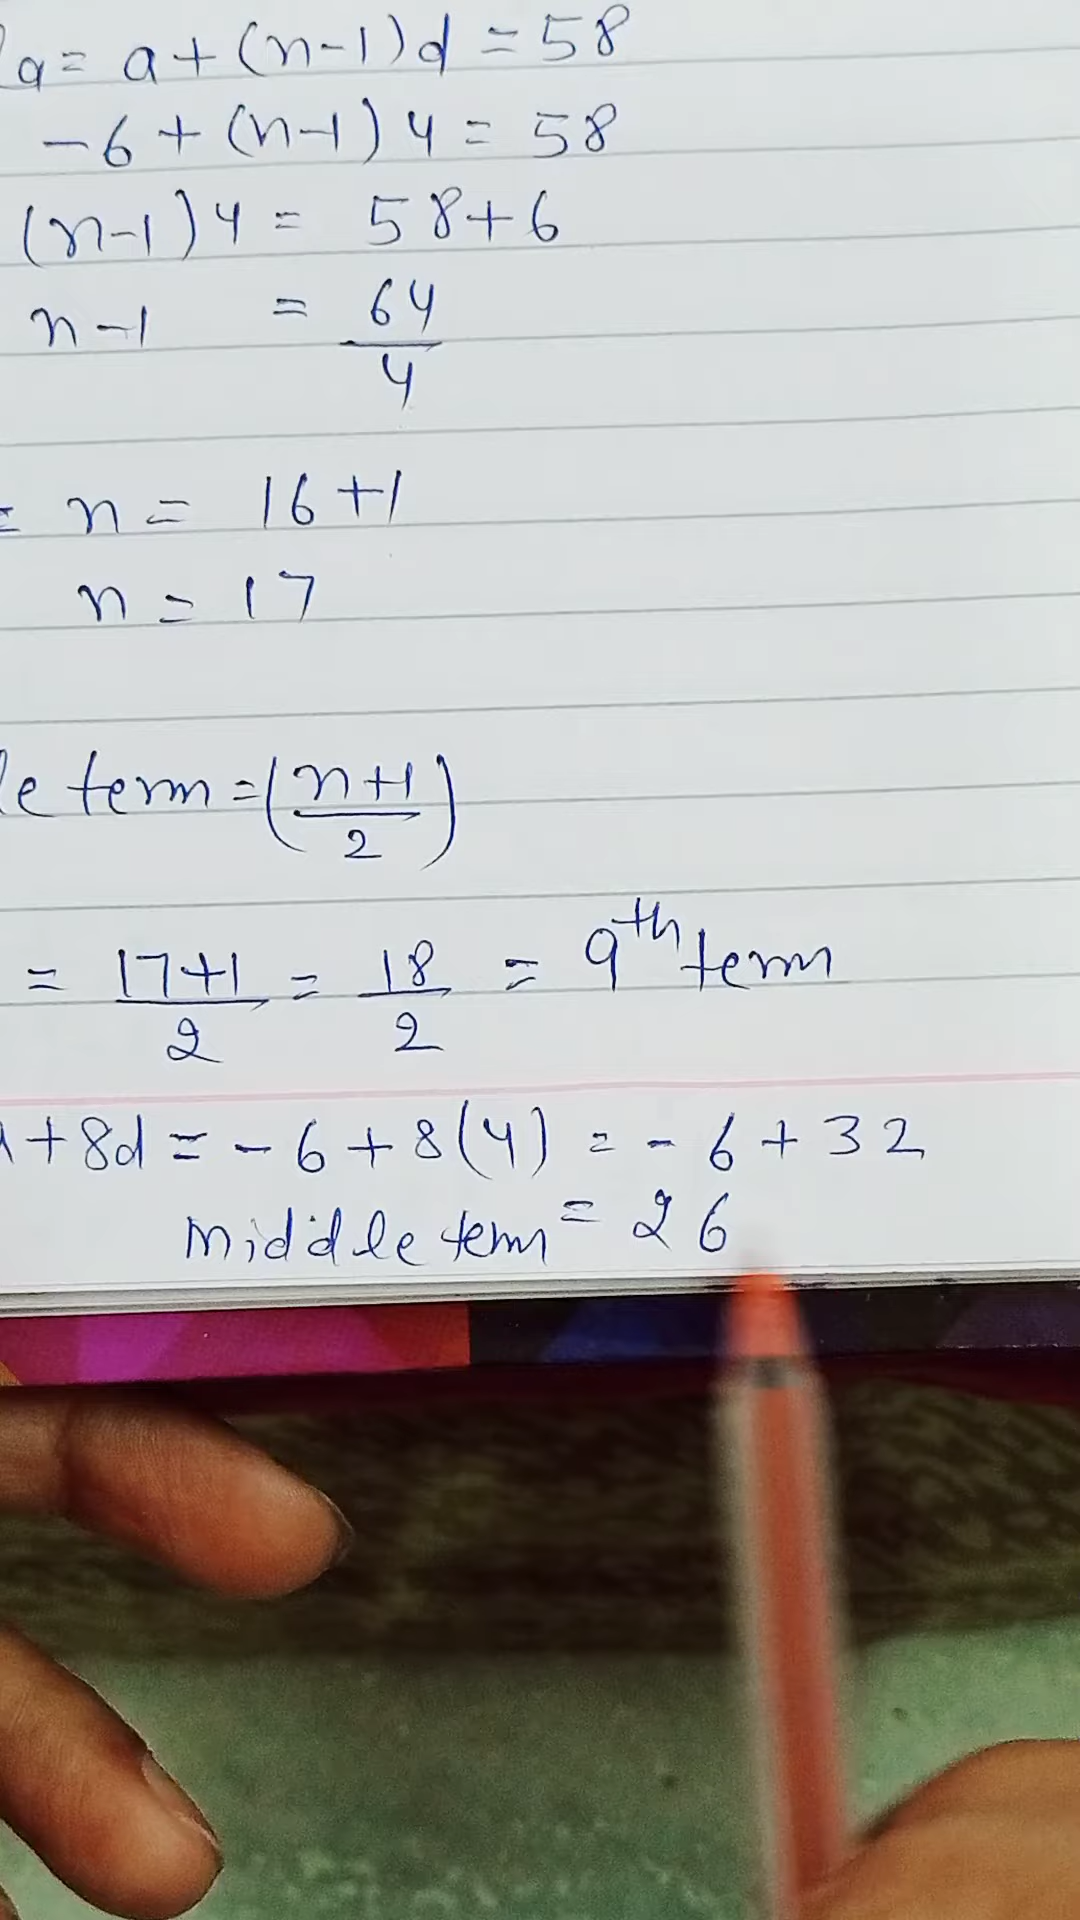 a = a + (n-1)d = 58
-6 + (n-1) 4 = 58
(n-1) 4 = 58+6
n-1 = 64/4
= n = 16+1
n = 17
term = (n+1/2)
= 17+1/2 = 18/2 = 9th term
+8d = -6+8(4) = -6+32
middle term = 26